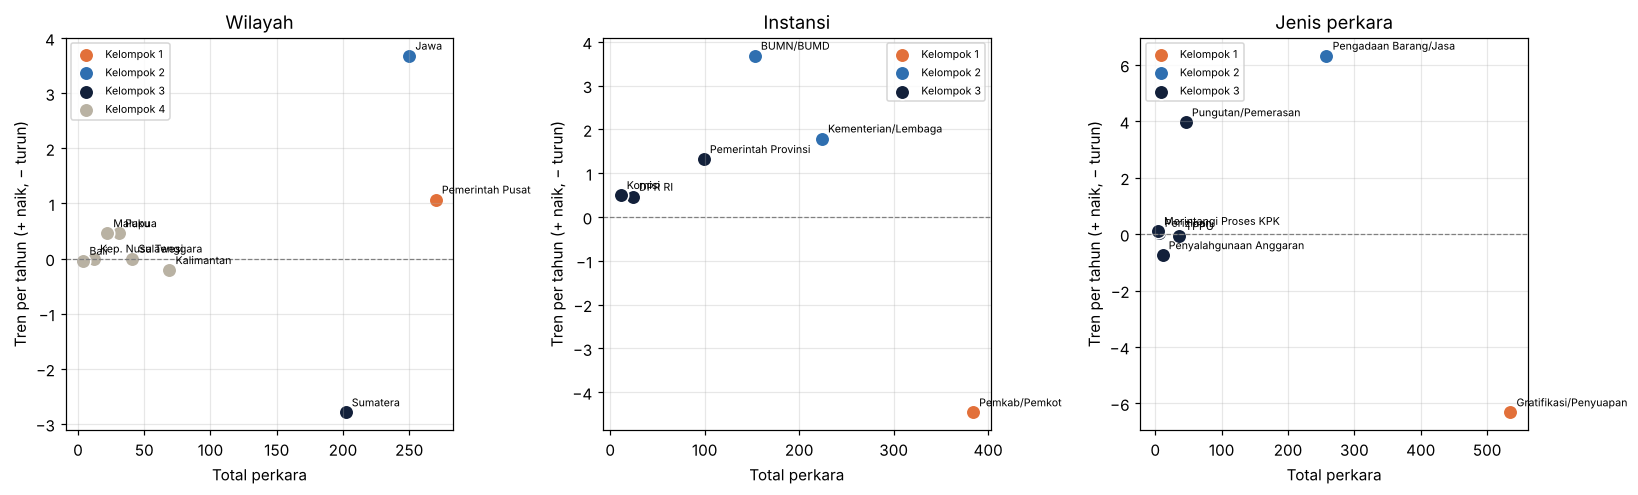 Wilayah
Kelompok 1
Kelompok 2
Kelompok 3
Kelompok 4
Jawa
Pemerintah Pusat
Maluku
Papua
Bali
Kep. Nusa Tenggara
Sulawesi
Kalimantan
Sumatera
4
3
2
1
0
−1
−2
−3
0
50
100
150
200
250
Tren per tahun (+ naik, − turun)
Total perkara
Instansi
Kelompok 1
Kelompok 2
Kelompok 3
BUMN/BUMD
Kementerian/Lembaga
Pemerintah Provinsi
Komisi
DPR RI
Pemkab/Pemkot
4
3
2
1
0
−1
−2
−3
−4
0
100
200
300
400
Tren per tahun (+ naik, − turun)
Total perkara
Jenis perkara
Kelompok 1
Kelompok 2
Kelompok 3
Pengadaan Barang/Jasa
Pungutan/Pemerasan
Merintangi Proses KPK
TPPU
Penyalahgunaan Anggaran
Gratifikasi/Penyuapan
6
4
2
0
−2
−4
−6
0
100
200
300
400
500
Tren per tahun (+ naik, − turun)
Total perkara